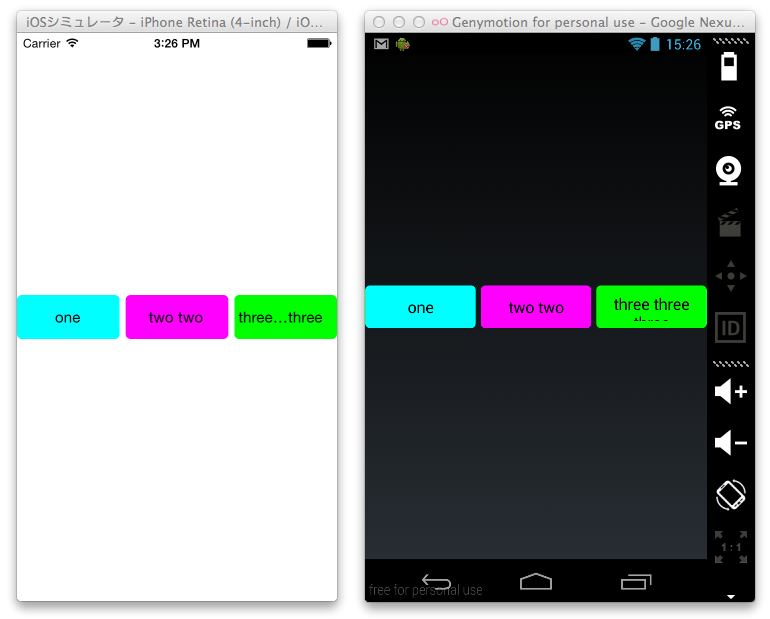 iOSシミュレータ – iPhone Retina (4-inch) / iO...
Carrier
3:26 PM
one
two two
three...three
Genymotion for personal use – Google Nexu...
15:26
one
two two
three three
three
GPS
ID
1:1
free for personal use